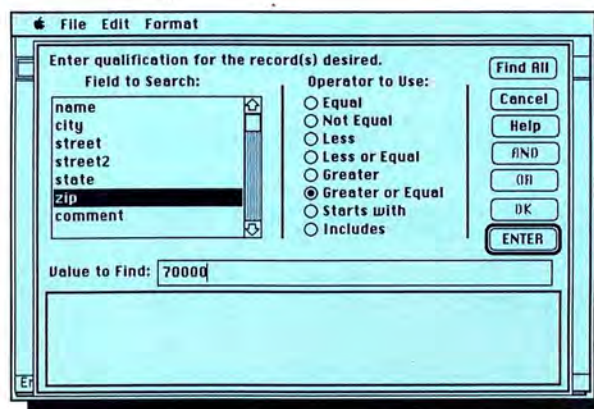 File Edit Format
Enter qualification for the record(s) desired.
Field to Search:
name
city
street
street2
state
zip
comment
Operator to Use:
Equal
Not Equal
Less
Less or Equal
Greater
Greater or Equal
Starts with
Includes
Find All
Cancel
Help
AND
OR
OK
ENTER
Value to Find: 70000